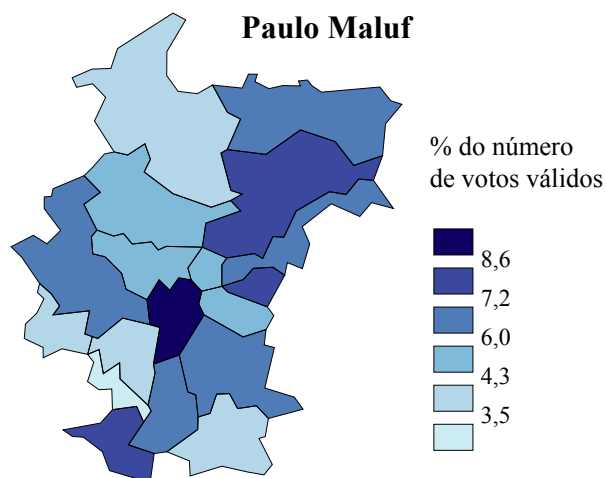 Paulo Maluf
% do número
de votos válidos
8,6
7,2
6,0
4,3
3,5